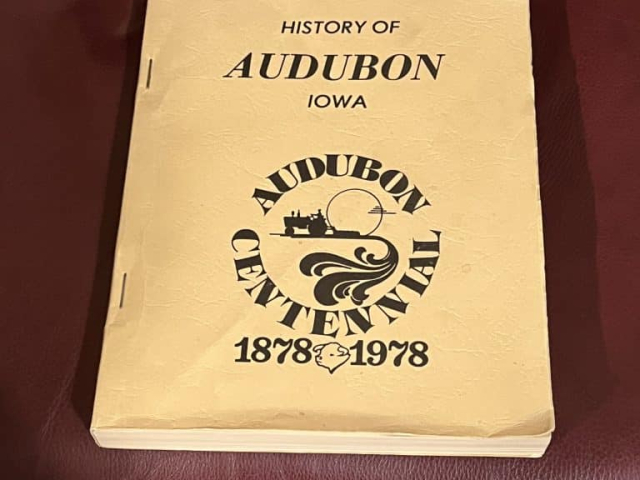 HISTORY OF
AUDUBON
IOWA
AUDUBON
CENTENNIAL
1878 1978